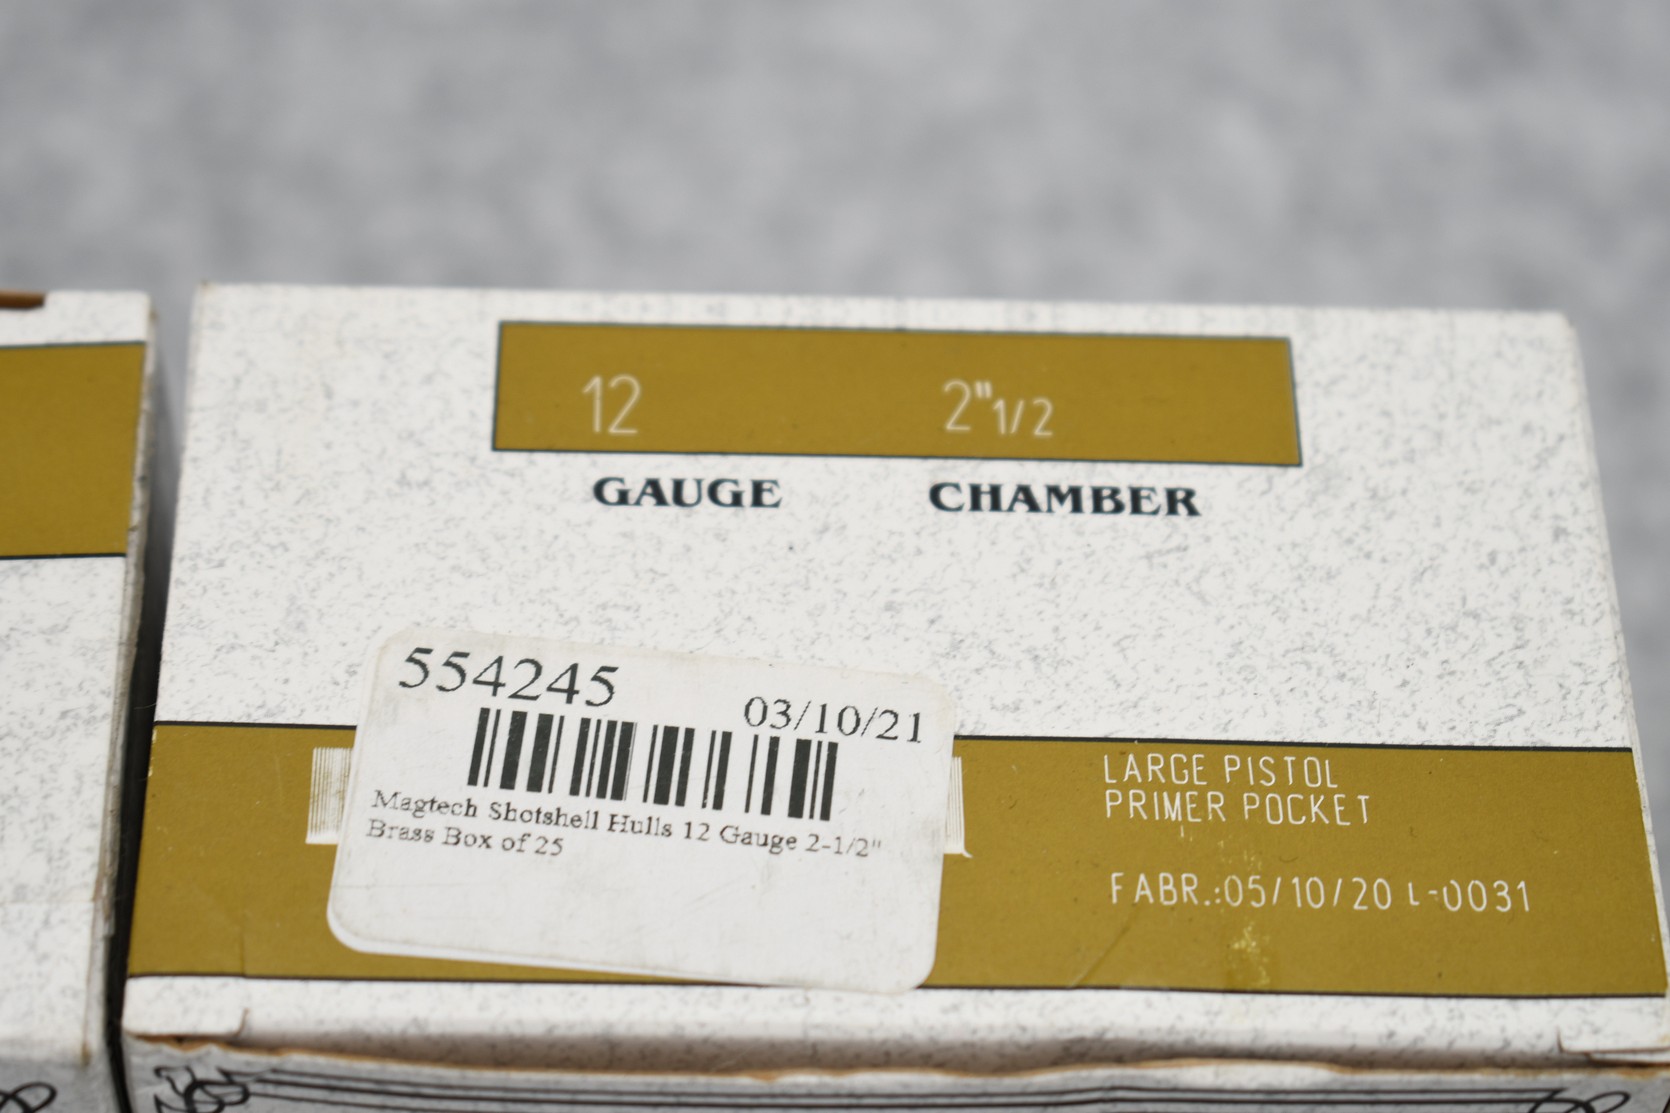 12 2"1/2
GAUGE CHAMBER
554245
03/10/21
Magtech Shotshell Hulls 12 Gauge 2-1/2"
Brass Box of 25
LARGE PISTOL
PRIMER POCKET
FABR.:05/10/20 L-0031